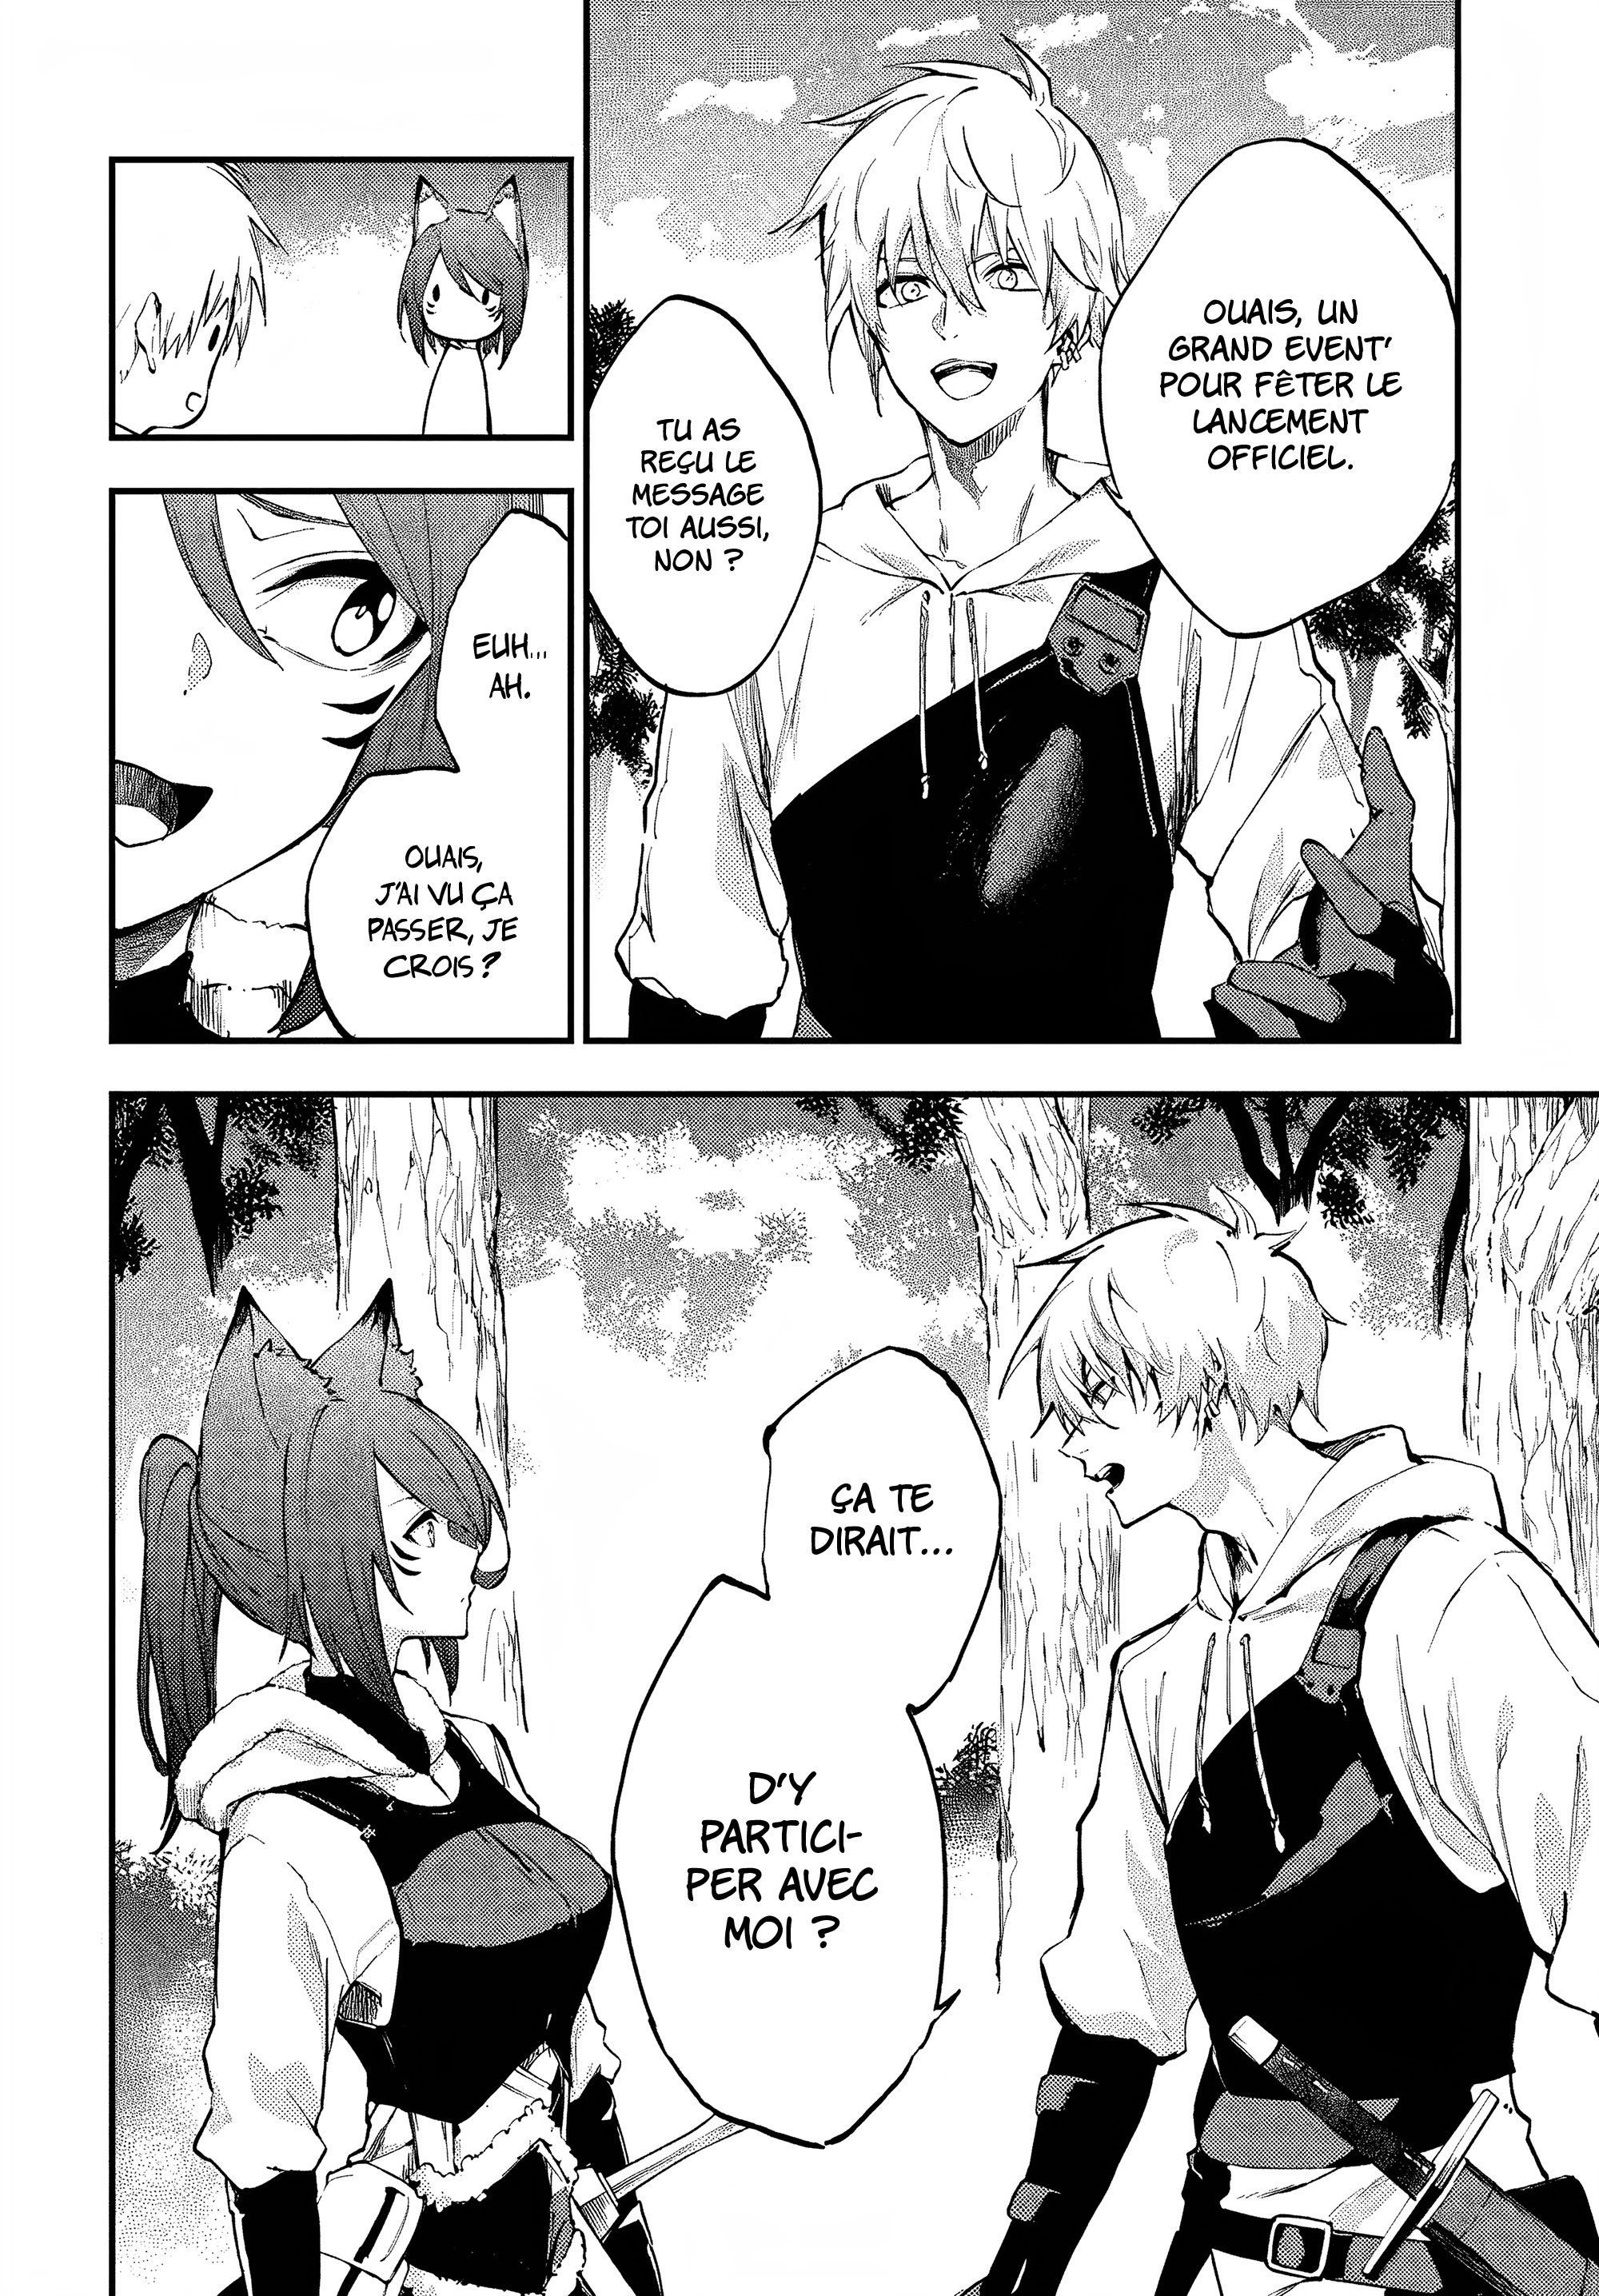 OUAIS, UN
GRAND EVENT'
POUR FÊTER LE
LANCEMENT
OFFICIEL.
TU AS
REÇU LE
MESSAGE
TOI AUSSI,
NON ?
EUH...
AH.
OUAIS,
J'AI VU ÇA
PASSER, JE
CROIS ?
ÇA TE
DIRAIT...
D'Y
PARTICI-
PER AVEC
MOI ?